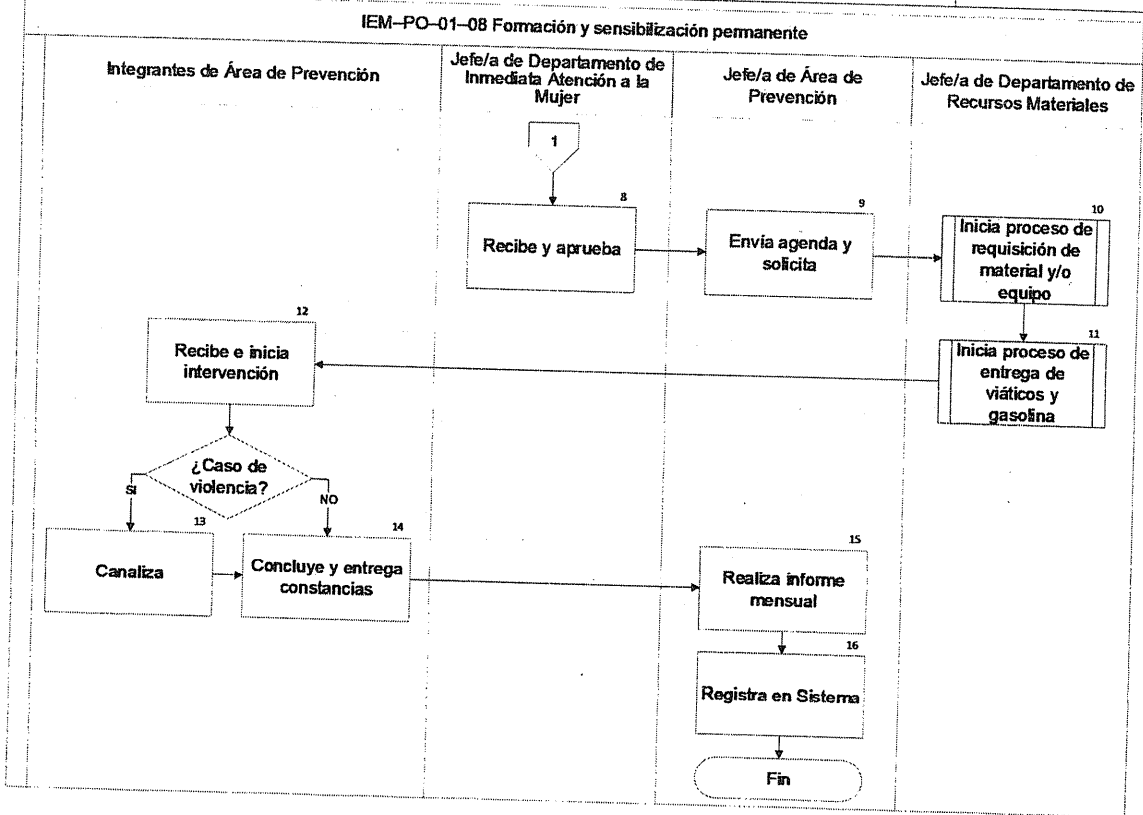 IEM–PO–01–08 Formación y sensibilización permanente
Integrantes de Área de Prevención
Jefe/a de Departamento de
Inmediata Atención a la
Mujer
Jefe/a de Área de
Prevención
Jefe/a de Departamento de
Recursos Materiales
1
8
Recibe y aprueba
9
Envía agenda y
solicita
10
Inicia proceso de
requisición de
material y/o
equipo
11
Inicia proceso de
entrega de
viáticos y
gasolina
12
Recibe e inicia
intervención
¿Caso de
violencia?
SI
NO
13
Canaliza
14
Concluye y entrega
constancias
15
Realiza informe
mensual
16
Registra en Sistema
Fin